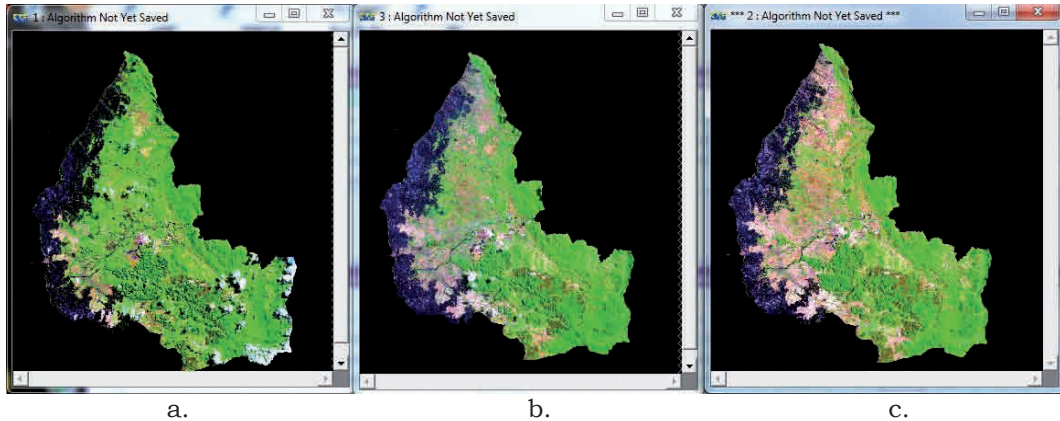 1 : Algorithm Not Yet Saved
3 : Algorithm Not Yet Saved
*** 2 : Algorithm Not Yet Saved ***
a.
b.
c.